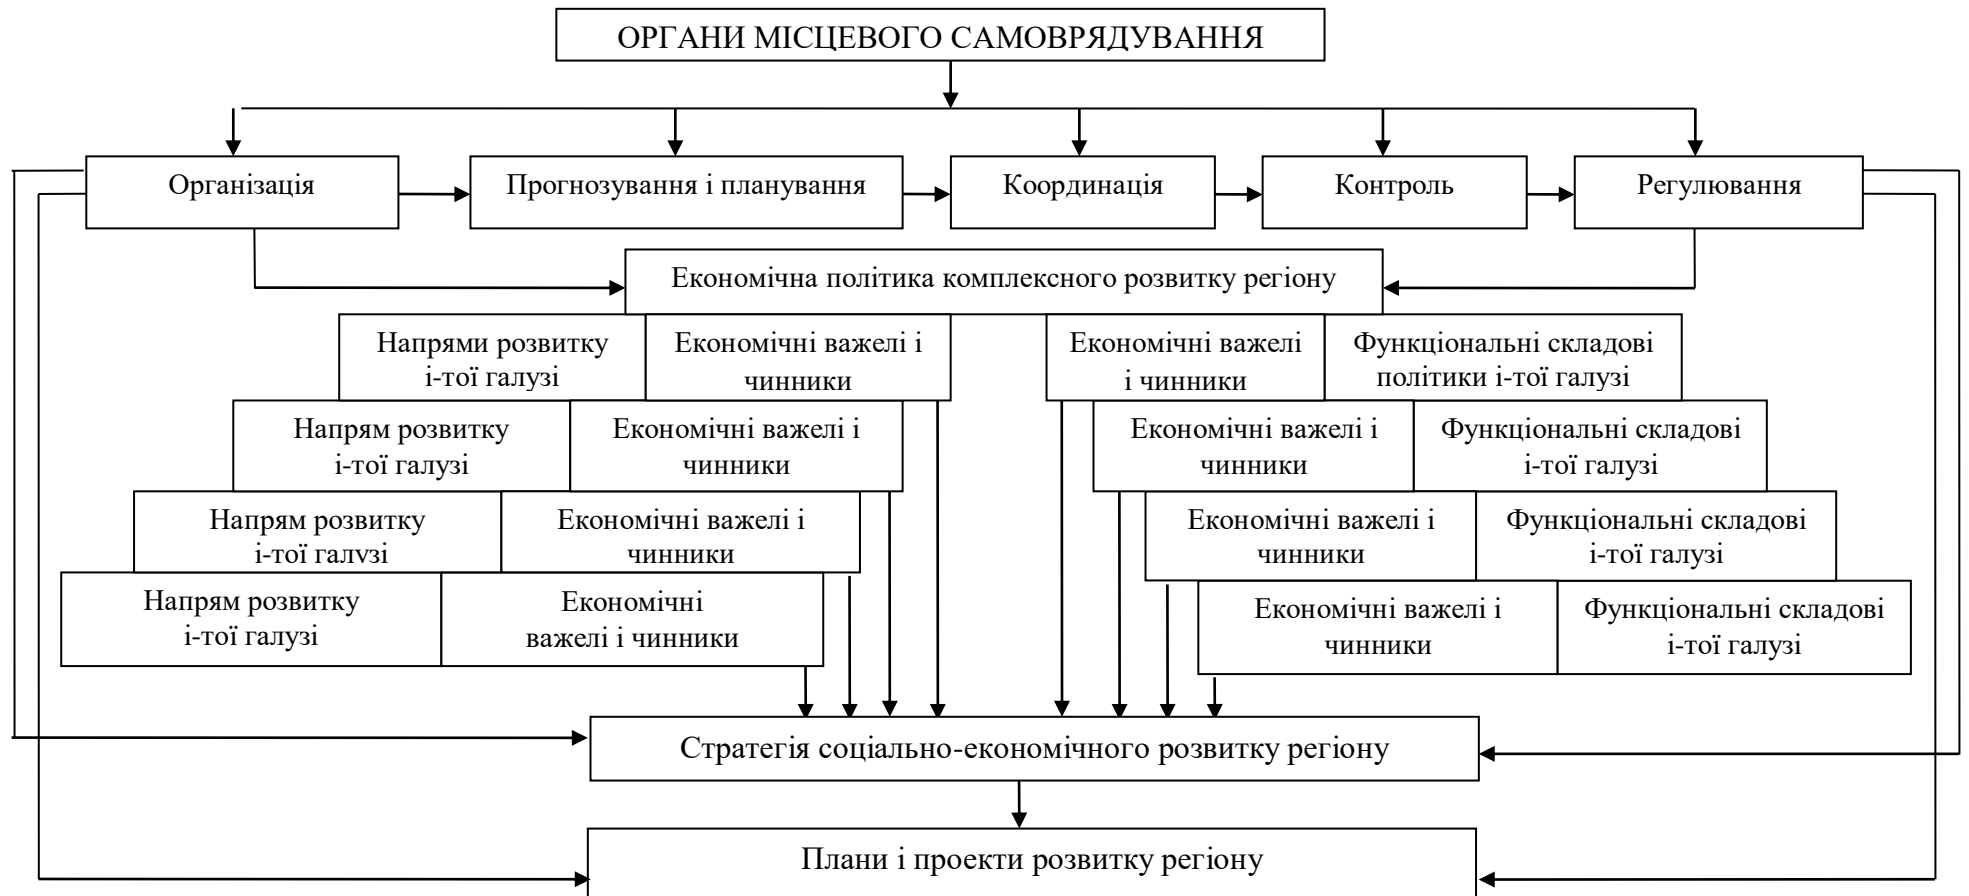 ОРГАНИ МІСЦЕВОГО САМОВРЯДУВАННЯ
Організація
Прогнозування і планування
Координація
Контроль
Регулювання
Економічна політика комплексного розвитку регіону
Напрями розвитку
і-тої галузі
Економічні важелі і
чинники
Економічні важелі
і чинники
Функціональні складові
політики і-тої галузі
Напрям розвитку
і-тої галузі
Економічні важелі і
чинники
Економічні важелі і
чинники
Функціональні складові
і-тої галузі
Напрям розвитку
і-тої галузі
Економічні важелі і
чинники
Економічні важелі і
чинники
Функціональні складові
і-тої галузі
Напрям розвитку
і-тої галузі
Економічні
важелі і чинники
Економічні важелі і
чинники
Функціональні складові
і-тої галузі
Стратегія соціально-економічного розвитку регіону
Плани і проекти розвитку регіону